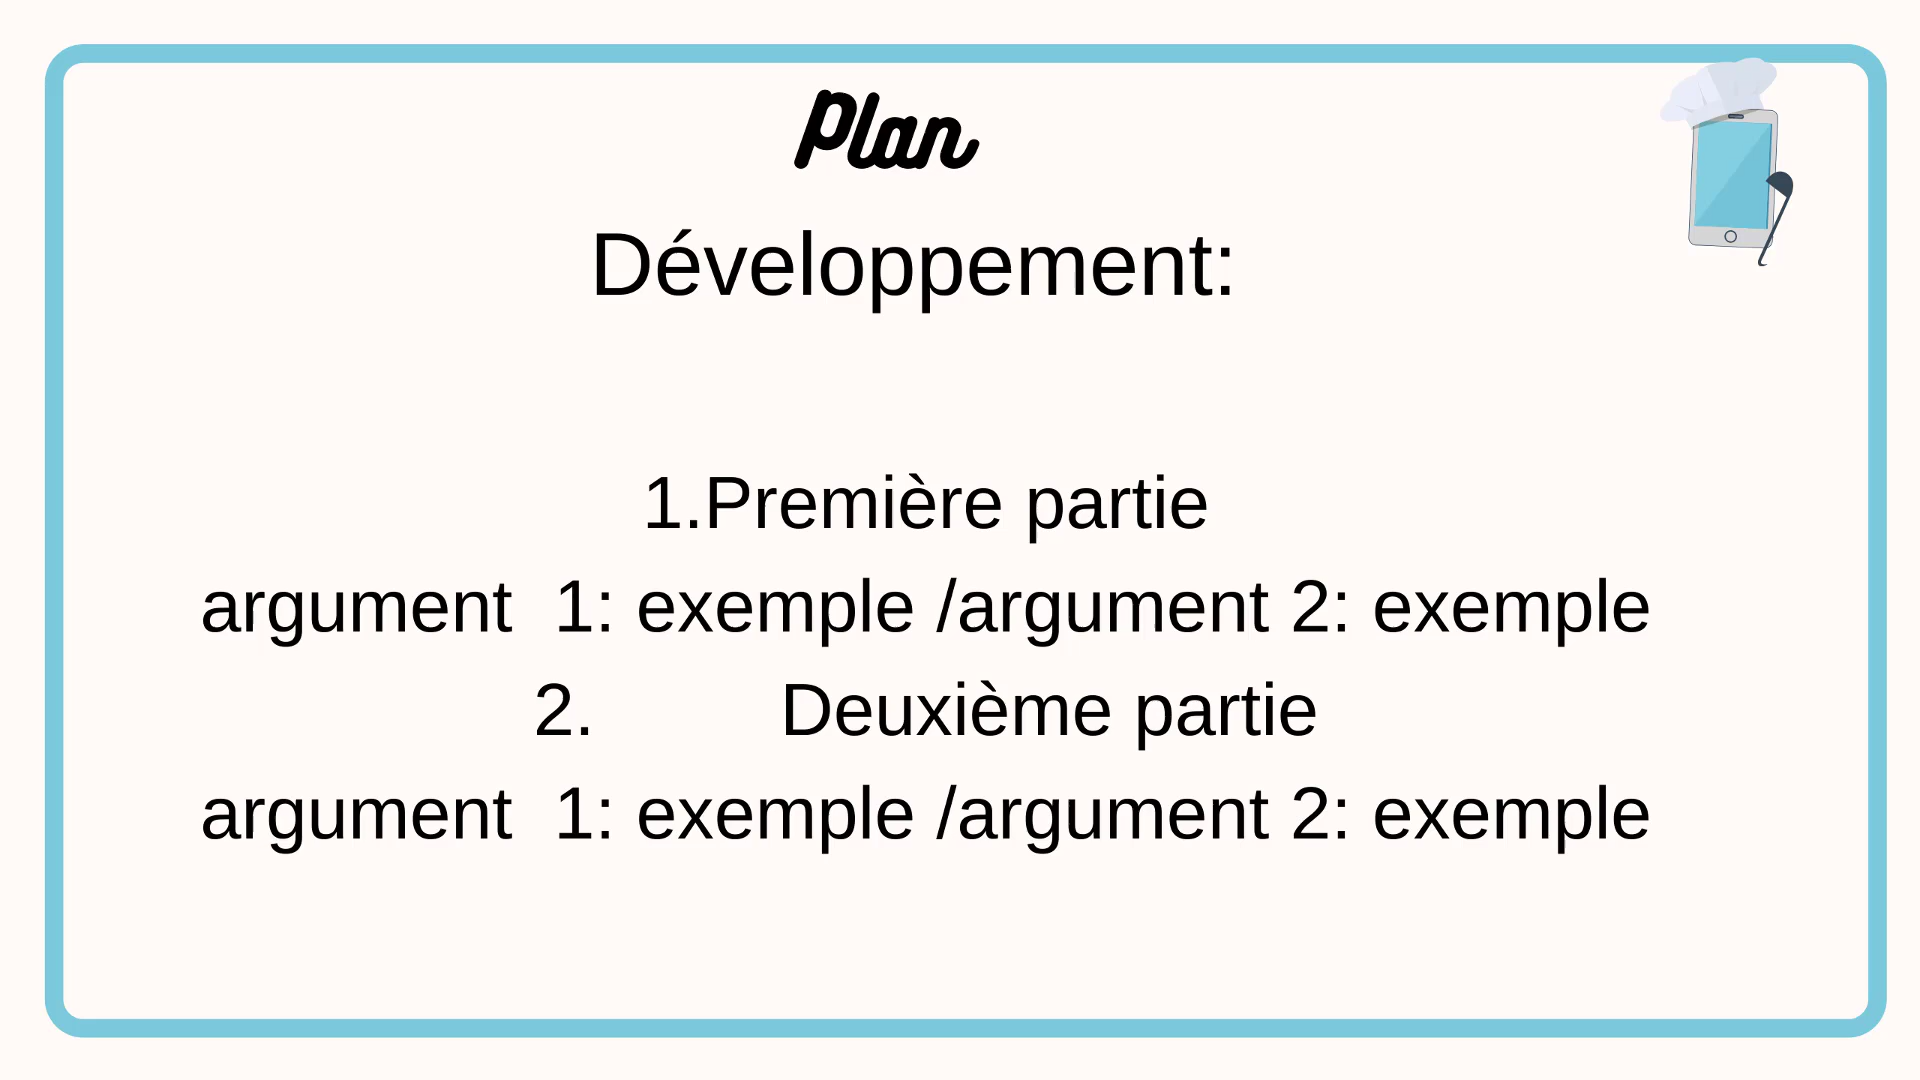 Plan
Développement:
1.Première partie
argument  1: exemple /argument 2: exemple
2.        Deuxième partie
argument  1: exemple /argument 2: exemple